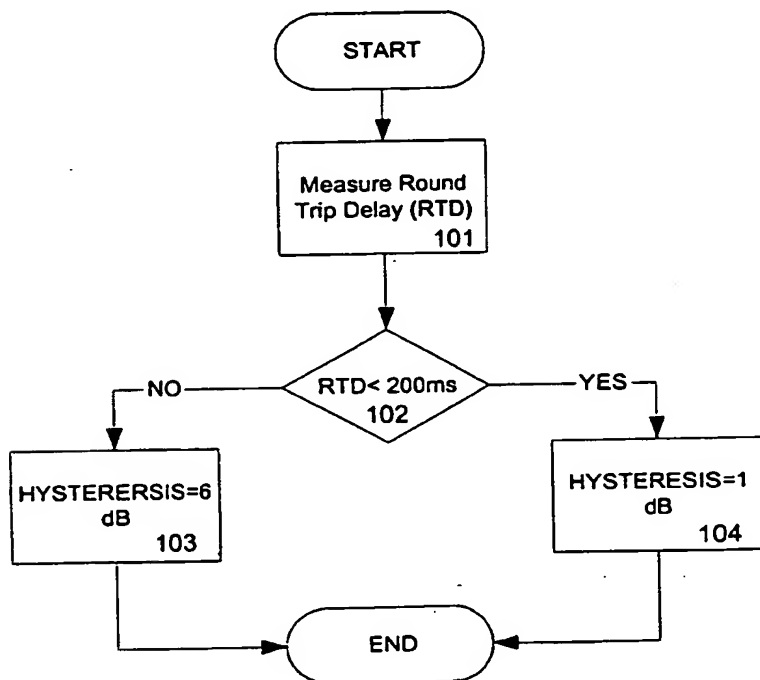 START
Measure Round
Trip Delay (RTD)
101
RTD< 200ms
102
NO
YES
HYSTERERSIS=6
dB
103
HYSTERESIS=1
dB
104
END